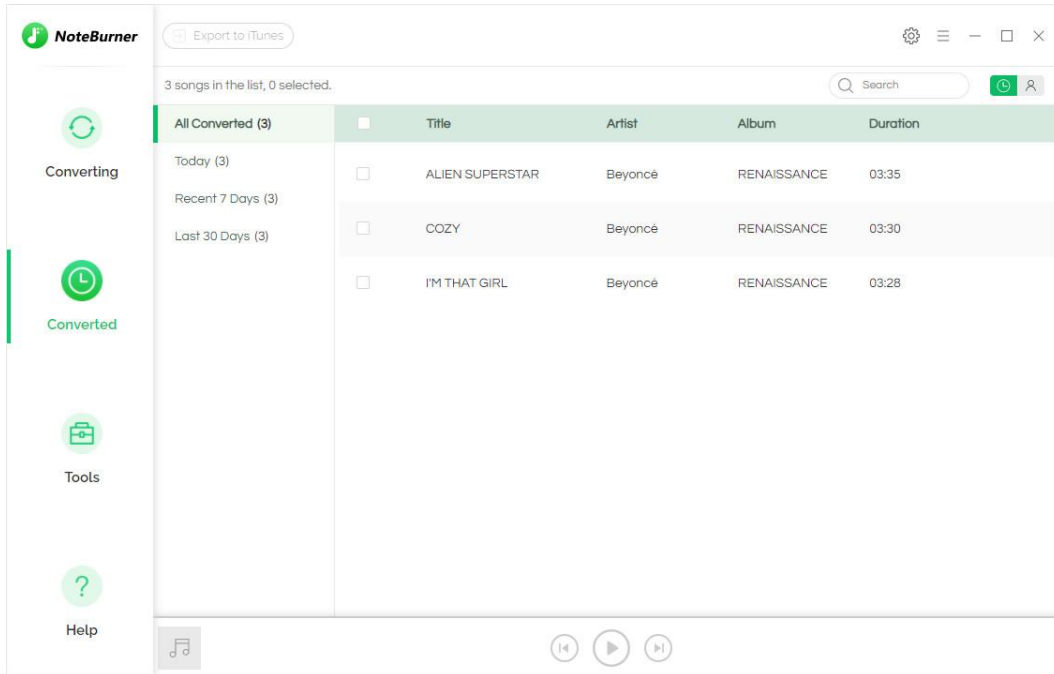 NoteBurner
Export to iTunes
3 songs in the list, 0 selected.
Search
Converting
Converted
Tools
Help
All Converted (3)
Today (3)
Recent 7 Days (3)
Last 30 Days (3)
Title Artist Album Duration
ALIEN SUPERSTAR Beyoncé RENAISSANCE 03:35
COZY Beyoncé RENAISSANCE 03:30
I'M THAT GIRL Beyoncé RENAISSANCE 03:28